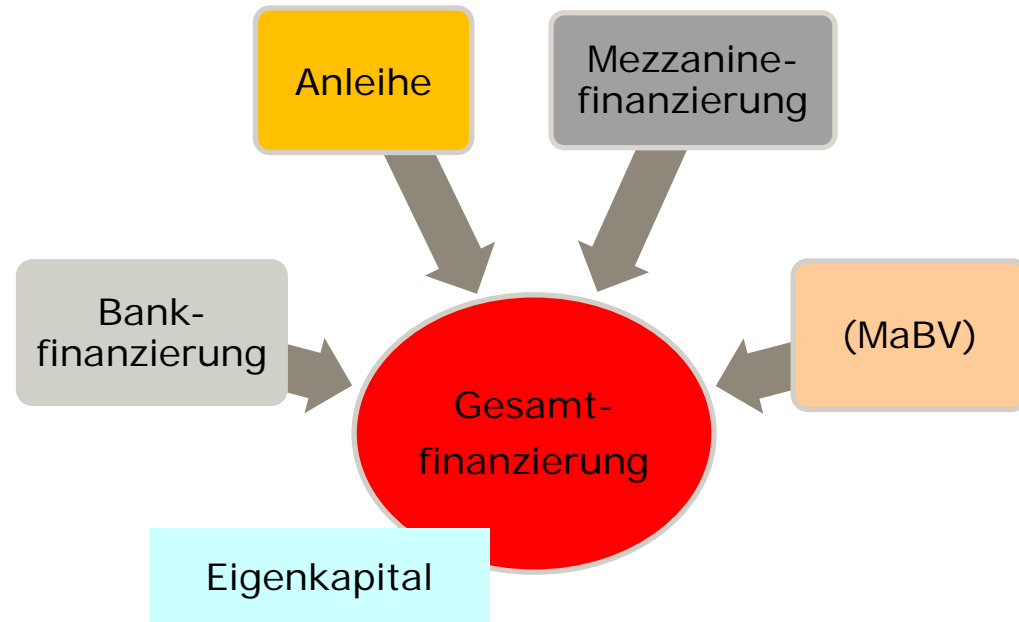 Anleihe
Mezzanine-
finanzierung
Bank-
finanzierung
(MaBV)
Gesamt-
finanzierung
Eigenkapital